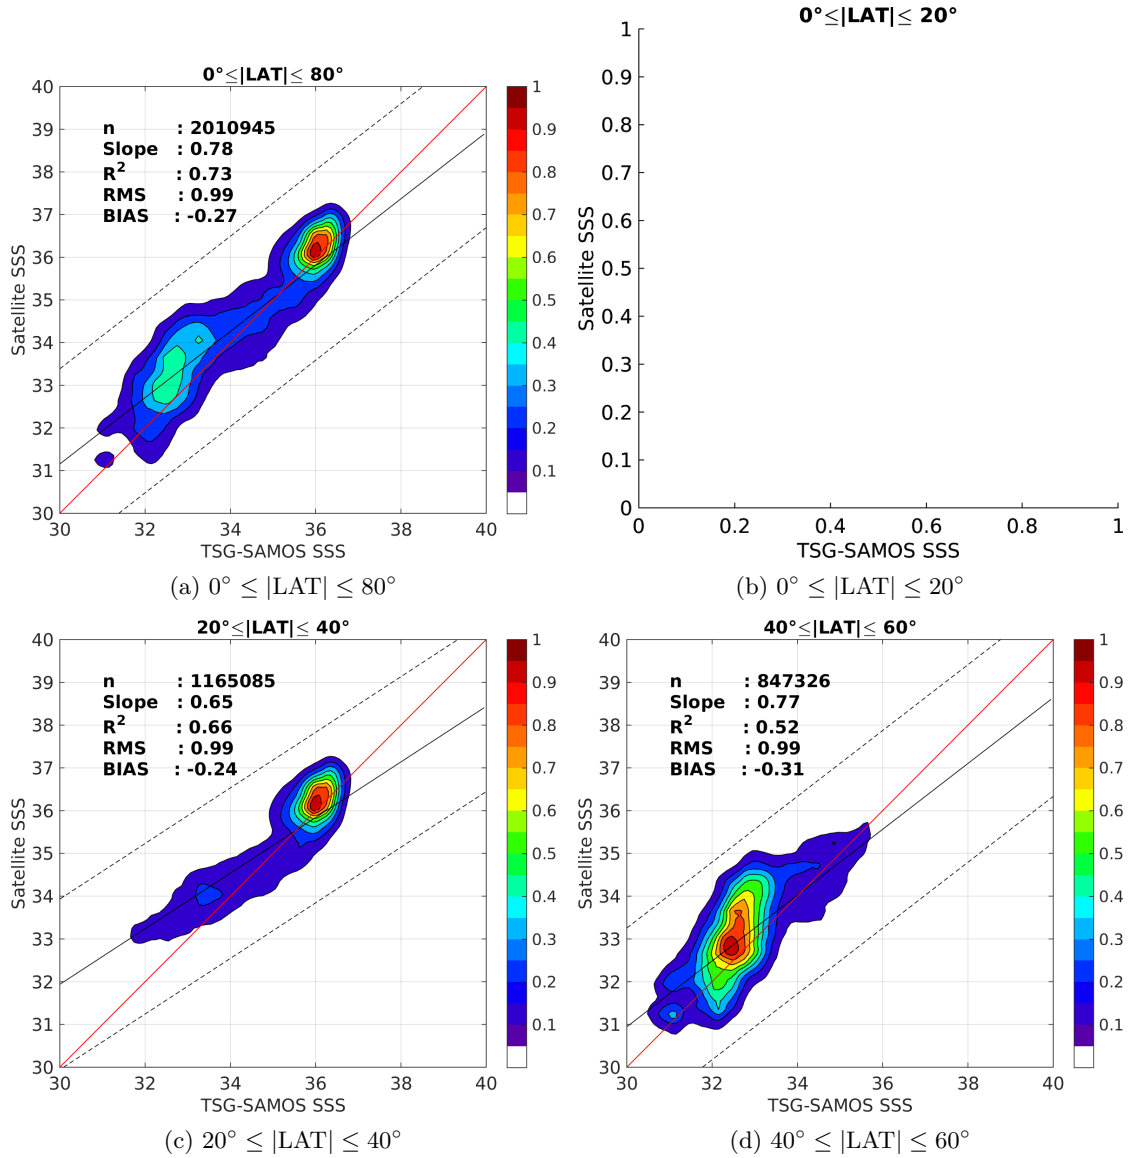 0°≤|LAT|≤ 80°
40
39
38
37
36
35
34
33
32
31
30
Satellite SSS
n : 2010945
Slope : 0.78
R² : 0.73
RMS : 0.99
BIAS : -0.27
30 32 34 36 38 40
TSG-SAMOS SSS
1
0.9
0.8
0.7
0.6
0.5
0.4
0.3
0.2
0.1
(a) 0° ≤ |LAT| ≤ 80°
0°≤|LAT|≤ 20°
1
0.9
0.8
0.7
0.6
0.5
0.4
0.3
0.2
0.1
0
Satellite SSS
0 0.2 0.4 0.6 0.8 1
TSG-SAMOS SSS
(b) 0° ≤ |LAT| ≤ 20°
20°≤|LAT|≤ 40°
40
39
38
37
36
35
34
33
32
31
30
Satellite SSS
n : 1165085
Slope : 0.65
R² : 0.66
RMS : 0.99
BIAS : -0.24
30 32 34 36 38 40
TSG-SAMOS SSS
1
0.9
0.8
0.7
0.6
0.5
0.4
0.3
0.2
0.1
(c) 20° ≤ |LAT| ≤ 40°
40°≤|LAT|≤ 60°
40
39
38
37
36
35
34
33
32
31
30
Satellite SSS
n : 847326
Slope : 0.77
R² : 0.52
RMS : 0.99
BIAS : -0.31
30 32 34 36 38 40
TSG-SAMOS SSS
1
0.9
0.8
0.7
0.6
0.5
0.4
0.3
0.2
0.1
(d) 40° ≤ |LAT| ≤ 60°